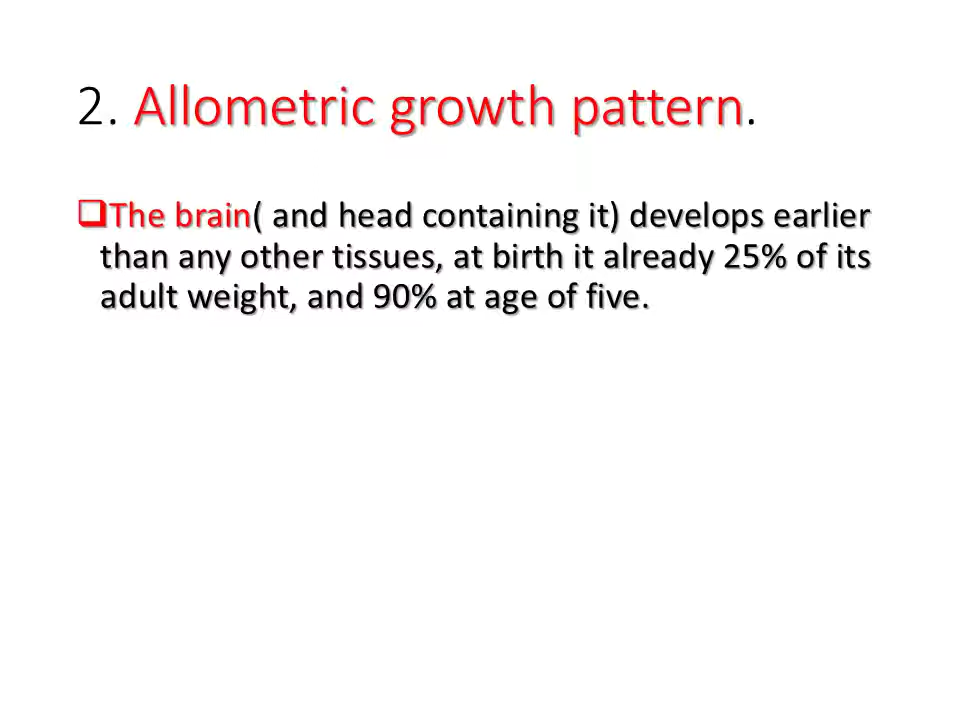 2. Allometric growth pattern.
❑The brain( and head containing it) develops earlier
than any other tissues, at birth it already 25% of its
adult weight, and 90% at age of five.